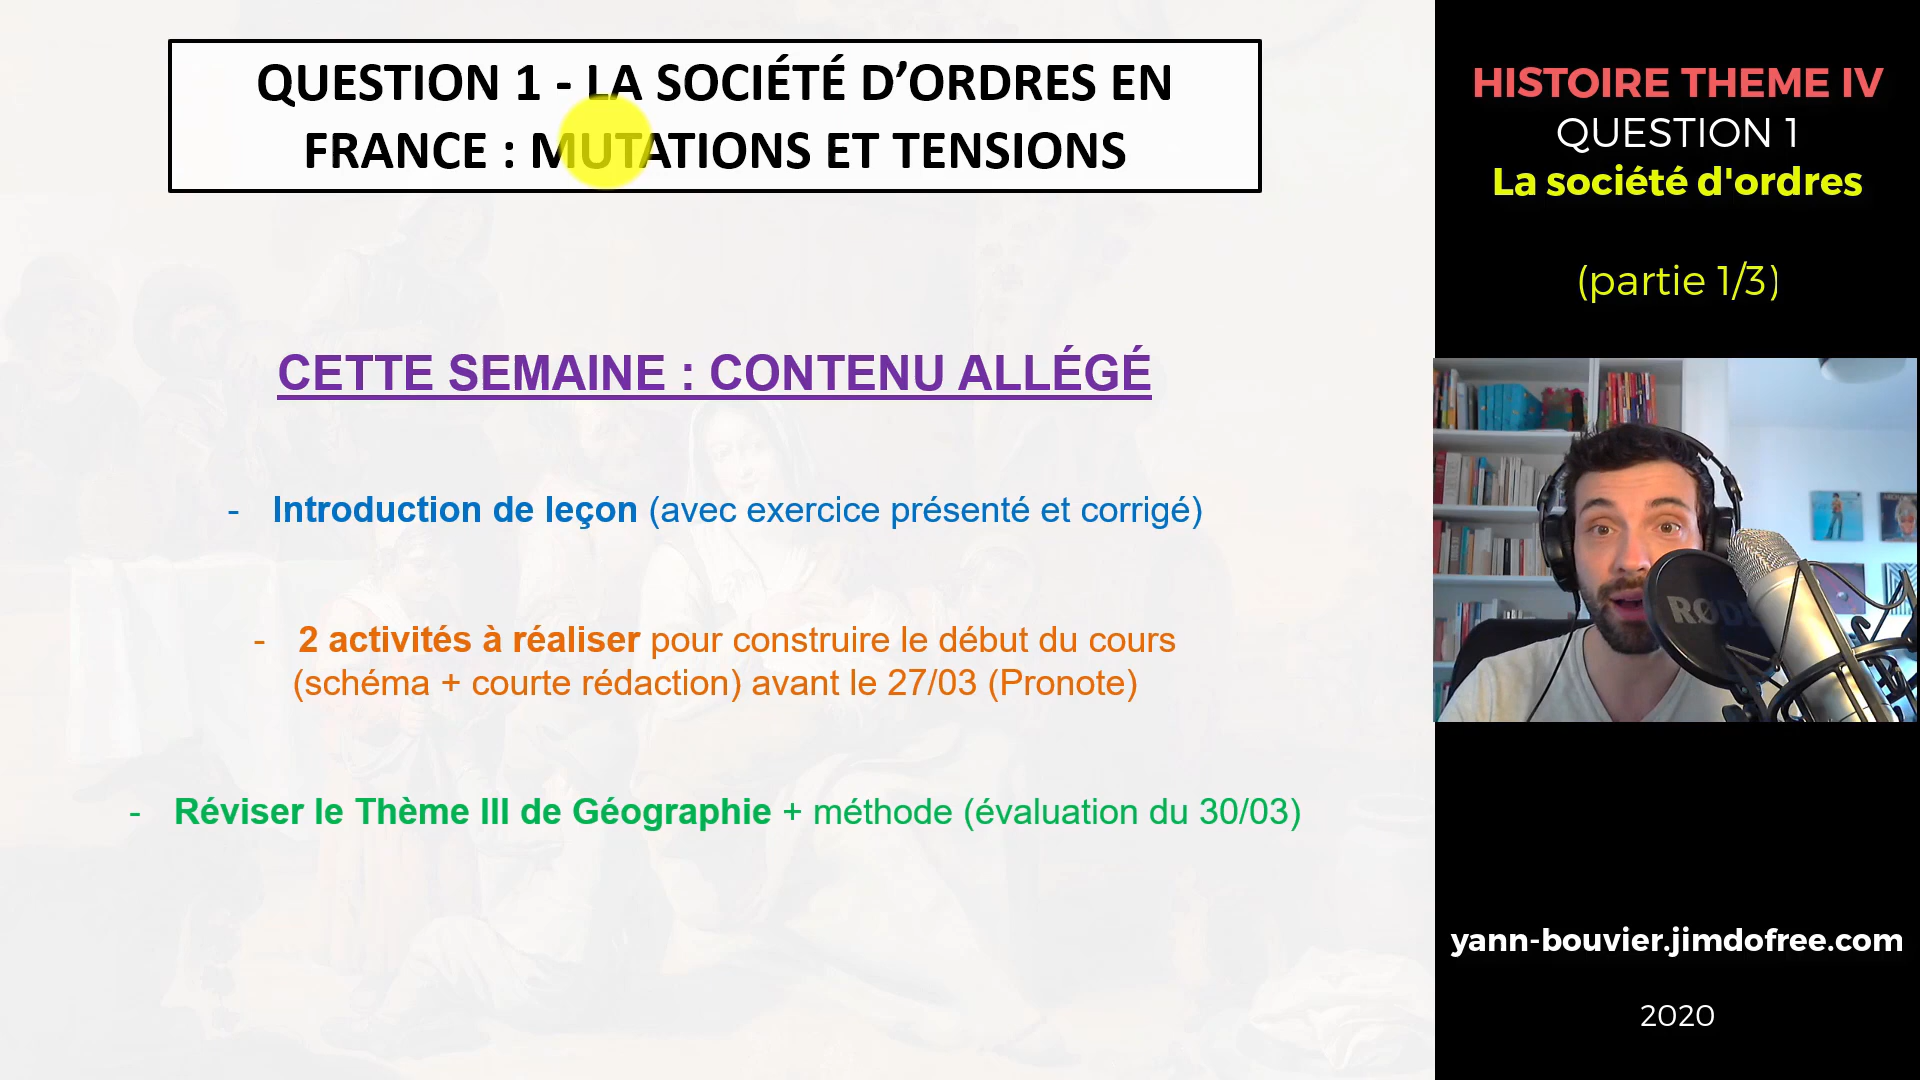 QUESTION 1 - LA SOCIÉTÉ D’ORDRES EN
FRANCE : MUTATIONS ET TENSIONS
CETTE SEMAINE : CONTENU ALLÉGÉ
- Introduction de leçon (avec exercice présenté et corrigé)
- 2 activités à réaliser pour construire le début du cours
(schéma + courte rédaction) avant le 27/03 (Pronote)
- Réviser le Thème III de Géographie + méthode (évaluation du 30/03)
HISTOIRE THEME IV
QUESTION 1
La société d'ordres
(partie 1/3)
RØDE
yann-bouvier.jimdofree.com
2020